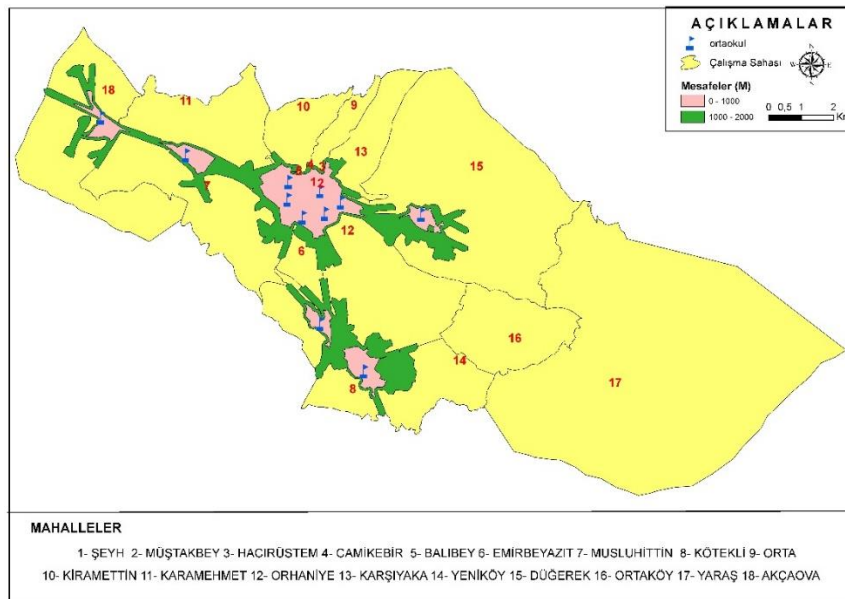 AÇIKLAMALAR
ortaokul
Çalışma Sahası
N
W E
S
Mesafeler (M)
0 - 1000
1000 - 2000
0 0,5 1 2
Km
18
11
10
9
13
15
12
7
12
6
16
14
17
8
MAHALLELER
1- ŞEYH 2- MÜŞTAKBEY 3- HACIRÜSTEM 4- CAMİKEBİR 5- BALIBEY 6- EMİRBEYAZIT 7- MUSLUHİTTİN 8- KÖTEKLİ 9- ORTA
10- KİRAMETTİN 11- KARAMEHMET 12- ORHANİYE 13- KARŞIYAKA 14- YENİKÖY 15- DÜĞEREK 16- ORTAKÖY 17- YARAŞ 18- AKÇAOVA